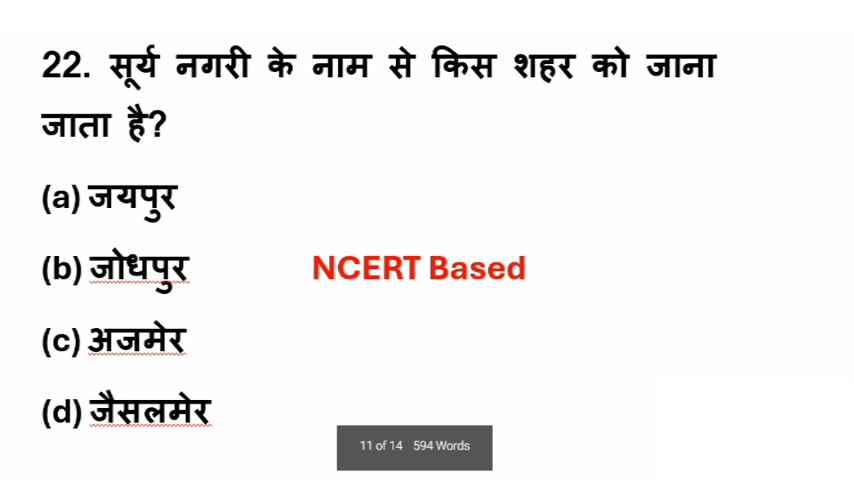 22. सूर्य नगरी के नाम से किस शहर को जाना
जाता है?
(a) जयपुर
(b) जोधपुर
NCERT Based
(c) अजमेर
(d) जैसलमेर
11 of 14 594 Words